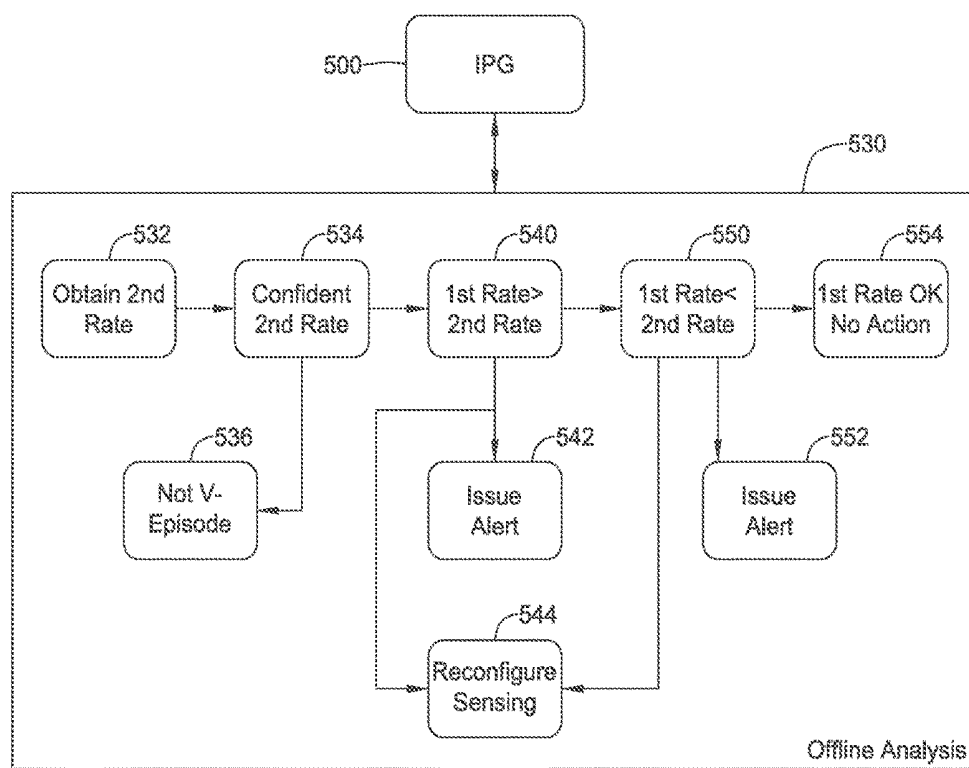 500
IPG
530
532
534
540
550
554
Obtain 2nd
Rate
Confident
2nd Rate
1st Rate>
2nd Rate
1st Rate<
2nd Rate
1st Rate OK
No Action
536
542
552
Not V-
Episode
Issue
Alert
Issue
Alert
544
Reconfigure
Sensing
Offline Analysis